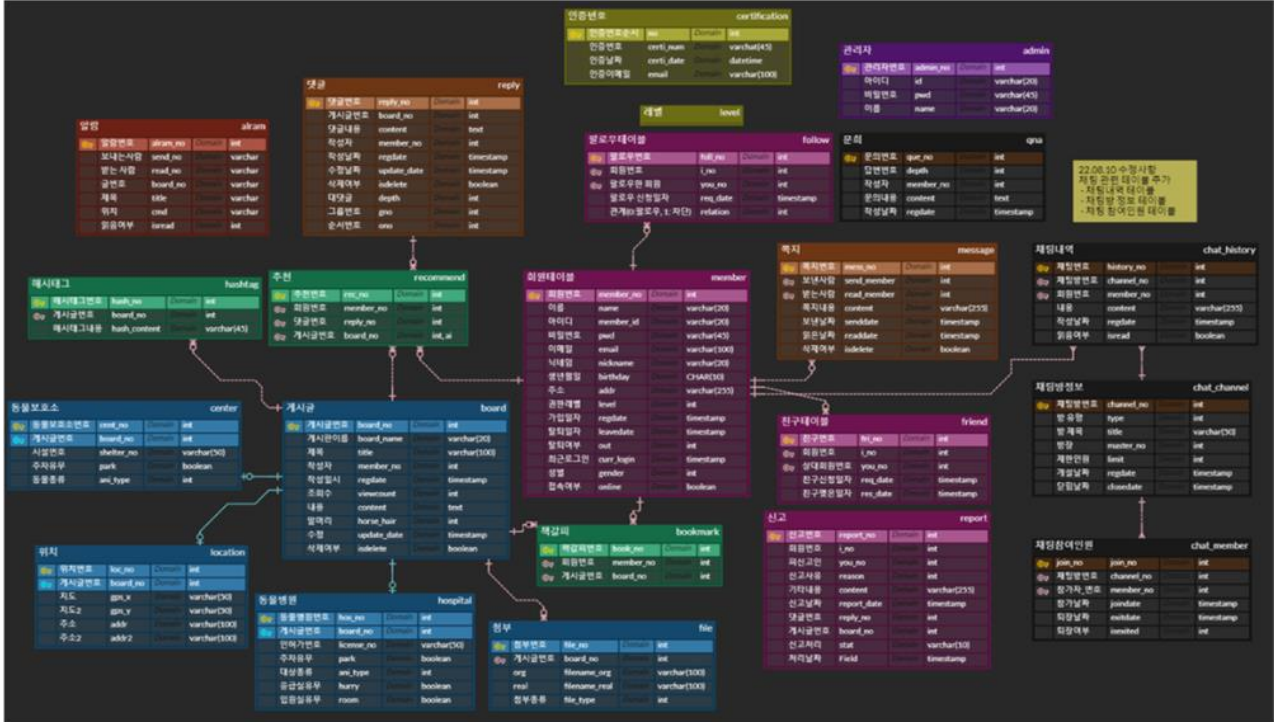 인증번호 certification
인증번호순서 no Domain int
인증번호 certi_num Domain varchat(45)
인증날짜 certi_date Domain datetime
인증이메일 email Domain varchar(100)
관리자 admin
관리자번호 admin_no Domain int
아이디 id Domain varchar(20)
비밀번호 pwd Domain varchar(45)
이름 name Domain varchar(20)
댓글 reply
댓글번호 reply_no Domain int
게시글번호 board_no Domain int
댓글내용 content Domain text
작성자 member_no Domain int
작성날짜 regdate Domain timestamp
수정날짜 update_date Domain timestamp
삭제여부 isdelete Domain boolean
대댓글 depth Domain int
그룹번호 gno Domain int
순서번호 ono Domain int
레벨 level
알람 alram
알람번호 alram_no Domain int
보내는사람 send_no Domain varchar
받는 사람 read_no Domain varchar
글번호 board_no Domain varchar
제목 title Domain varchar
위치 cmd Domain varchar
읽음여부 isread Domain boolean
팔로우테이블 follow
팔로우번호 foll_no Domain int
회원번호 i_no Domain int
팔로우한 회원 you_no Domain int
팔로우 신청일자 req_date Domain timestamp
관계(0:팔로우, 1: 차단) relation Domain int
문의 qna
문의번호 que_no Domain int
답변번호 depth Domain int
작성자 member_no Domain int
문의내용 content Domain text
작성날짜 regdate Domain timestamp
22.08.10 수정사항
채팅 관련 테이블 추가
- 채팅내역 테이블
- 채팅방 정보 테이블
- 채팅 참여인원 테이블
해시태그 hashtag
해시태그번호 hash_no Domain int
게시글번호 board_no Domain int
해시태그내용 hash_content Domain varchar(45)
추천 recommend
추천번호 rec_no Domain int
회원번호 member_no Domain int
댓글번호 reply_no Domain int
게시글번호 board_no Domain int, ai
회원테이블 member
회원번호 member_no Domain int
이름 name Domain varchar(20)
아이디 member_id Domain varchar(20)
비밀번호 pwd Domain varchar(45)
이메일 email Domain varchar(100)
닉네임 nickname Domain varchar(20)
생년월일 birthday Domain CHAR(10)
주소 addr Domain varchar(255)
권한레벨 level Domain int
가입일자 regdate Domain timestamp
탈퇴일자 leavedate Domain timestamp
탈퇴여부 out Domain int
최근로그인 curr_login Domain timestamp
성별 gender Domain int
접속여부 online Domain boolean
쪽지 message
쪽지번호 mess_no Domain int
보낸사람 send_member Domain int
받는사람 read_member Domain int
쪽지내용 content Domain varchar(255)
보낸날짜 senddate Domain timestamp
읽은날짜 readdate Domain timestamp
삭제여부 isdelete Domain boolean
채팅내역 chat_history
채팅번호 history_no Domain int
채팅방번호 channel_no Domain int
회원번호 member_no Domain int
내용 content Domain varchar(255)
작성날짜 regdate Domain timestamp
읽음여부 isread Domain boolean
동물보호소 center
동물보호소번호 cent_no Domain int
게시글번호 board_no Domain int
시설번호 shelter_no Domain varchar(50)
주차유무 park Domain boolean
동물종류 ani_type Domain int
게시글 board
게시글번호 board_no Domain int
게시판이름 board_name Domain varchar(20)
제목 title Domain varchar(100)
작성자 member_no Domain int
작성일시 regdate Domain timestamp
조회수 viewcount Domain int
내용 content Domain text
말머리 horse_hair Domain int
수정 update_date Domain timestamp
삭제여부 isdelete Domain boolean
채팅방정보 chat_channel
채팅방번호 channel_no Domain int
방유형 type Domain int
방제목 title Domain varchar(50)
방장 master_no Domain int
제한인원 limit Domain int
개설날짜 regdate Domain timestamp
닫힘날짜 closedate Domain timestamp
친구테이블 friend
친구번호 fri_no Domain int
회원번호 i_no Domain int
상대회원번호 you_no Domain int
친구신청일자 req_date Domain timestamp
친구맺은일자 res_date Domain timestamp
책갈피 bookmark
책갈피번호 book_no Domain int
회원번호 member_no Domain int
게시글번호 board_no Domain int
신고 report
신고번호 report_no Domain int
회원번호 i_no Domain int
피신고인 you_no Domain int
신고사유 reason Domain int
기타내용 content Domain varchar(255)
신고날짜 report_date Domain timestamp
댓글번호 reply_no Domain int
게시글번호 board_no Domain int
신고처리 stat Domain varchar(10)
처리날짜 Field Domain timestamp
채팅참여인원 chat_member
join_no join_no Domain int
채팅방번호 channel_no Domain int
참가자_번호 member_no Domain int
참가날짜 joindate Domain timestamp
퇴장날짜 exitdate Domain timestamp
위치 location
위치번호 loc_no Domain int
게시글번호 board_no Domain int
지도 gps_x Domain varchar(50)
지도2 gps_y Domain varchar(50)
주소 addr Domain varchar(100)
주소2 addr2 Domain varchar(100)
동물병원 hospital
동물병원번호 hos_no Domain int
게시글번호 board_no Domain int
인허가번호 license_no Domain varchar(50)
주차유무 park Domain boolean
대상종류 ani_type Domain int
응급실유무 hurry Domain boolean
입원실유무 room Domain boolean
첨부 file
첨부번호 file_no Domain int
게시글번호 board_no Domain int
org filename_org Domain varchar(100)
real filename_real Domain varchar(100)
첨부종류 file_type Domain int